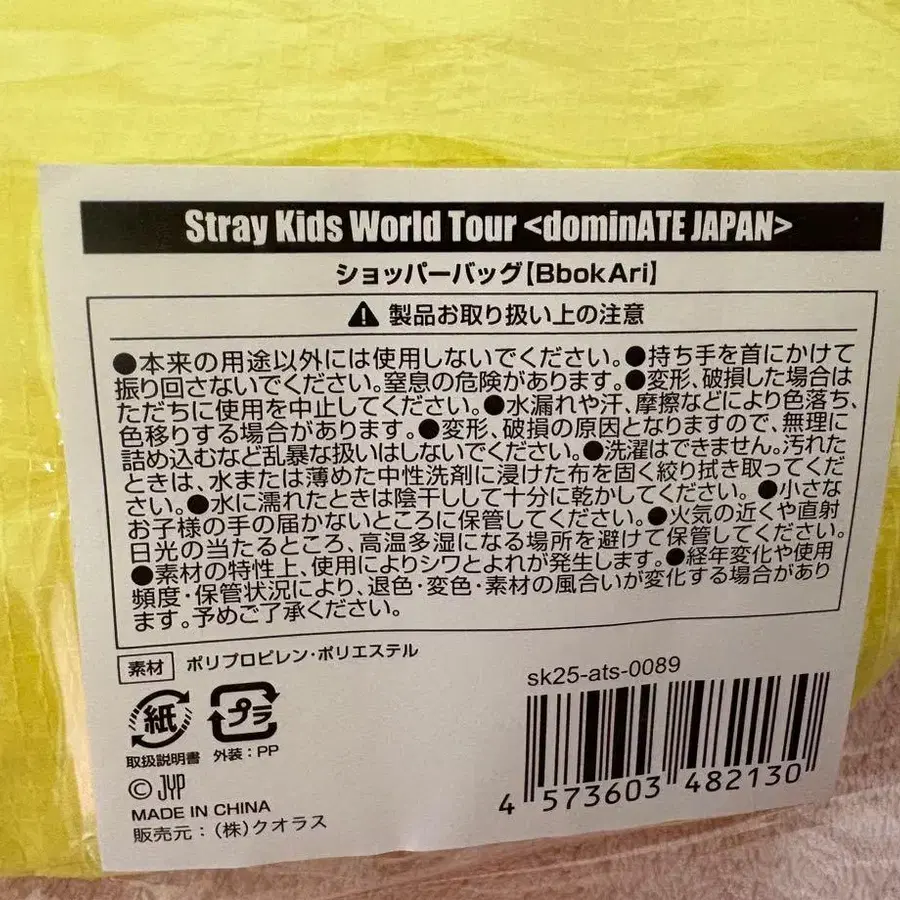 Stray Kids World Tour <dominATE JAPAN>
ショッパーバッグ【BbokAri】
製品お取り扱い上の注意
●本来の用途以外には使用しないでください。●持ち手を首にかけて
振り回さないでください。窒息の危険があります。●変形、破損した場合は
ただちに使用を中止してください。●水漏れや汗、摩擦などにより色落ち、
色移りする場合があります。●変形、破損の原因となりますので、無理に
詰め込むなど乱暴な扱いはしないでください。●洗濯はできません。汚れた
ときは、水または薄めた中性洗剤に浸けた布を固く絞り拭き取ってくだ
さい。●水に濡れたときは陰干しして十分に乾かしてください。●小さな
お子様の手の届かないところに保管してください。●火気の近くや直射
日光の当たるところ、高温多湿になる場所を避けて保管してください。
●素材の特性上、使用によりシワとよれが発生します。●経年変化や使用
頻度・保管状況により、退色・変色・素材の風合いが変化する場合があり
ます。予めご了承ください。
素材 ポリプロピレン・ポリエステル
sk25-ats-0089
紙 プラ
取扱説明書 外装：PP
© JYP
MADE IN CHINA
販売元：（株）クオラス
4 573603 482130